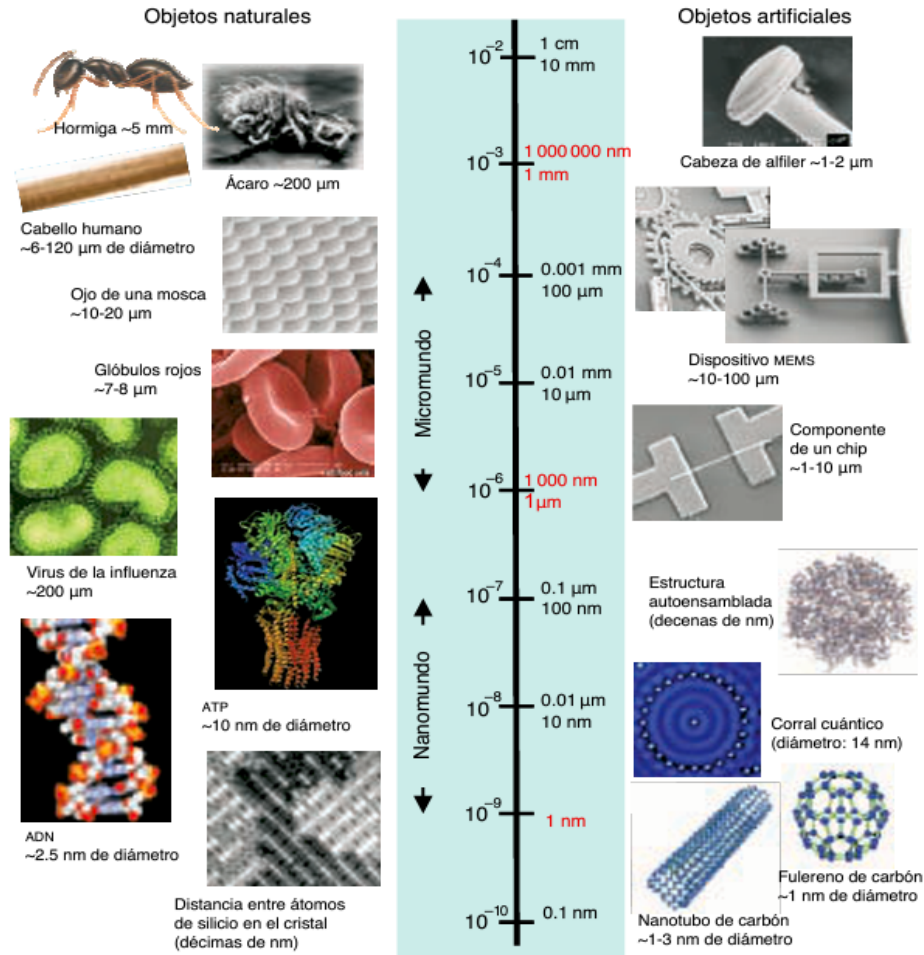 Objetos naturales
Hormiga ~5 mm
Ácaro ~200 µm
Cabello humano
~6-120 µm de diámetro
Ojo de una mosca
~10-20 µm
Glóbulos rojos
~7-8 µm
Virus de la influenza
~200 µm
ATP
~10 nm de diámetro
ADN
~2.5 nm de diámetro
Distancia entre átomos
de silicio en el cristal
(décimas de nm)
10⁻²
1 cm
10 mm
10⁻³
1 000 000 nm
1 mm
10⁻⁴
0.001 mm
100 µm
10⁻⁵
0.01 mm
10 µm
10⁻⁶
1 000 nm
1 µm
10⁻⁷
0.1 µm
100 nm
10⁻⁸
0.01 µm
10 nm
10⁻⁹
1 nm
10⁻¹⁰
0.1 nm
Micromundo
Nanomundo
Objetos artificiales
Cabeza de alfiler ~1-2 µm
Dispositivo MEMS
~10-100 µm
Componente
de un chip
~1-10 µm
Estructura
autoensamblada
(decenas de nm)
Corral cuántico
(diámetro: 14 nm)
Fulereno de carbón
~1 nm de diámetro
Nanotubo de carbón
~1-3 nm de diámetro